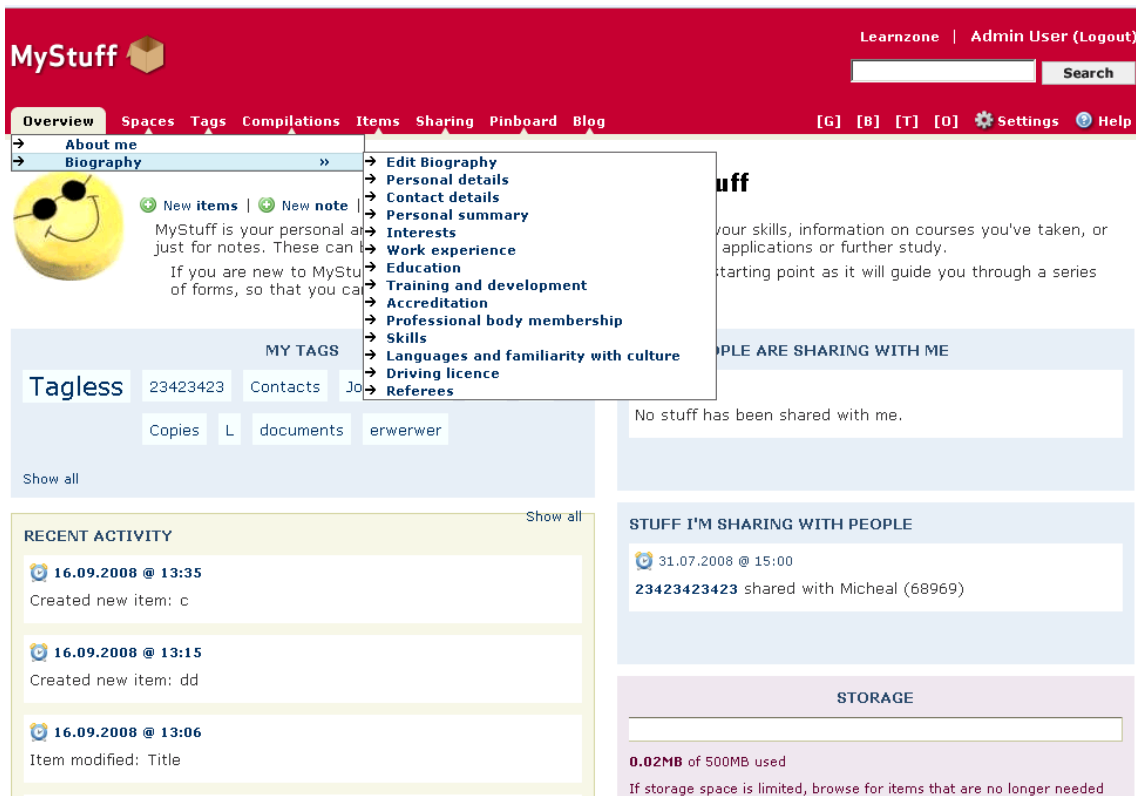 Learnzone | Admin User (Logout)
MyStuff
Search
Overview Spaces Tags Compilations Items Sharing Pinboard Blog [G] [B] [T] [O] Settings Help
About me
Biography »
Edit Biography
Personal details
Contact details
Personal summary
Interests
Work experience
Education
Training and development
Accreditation
Professional body membership
Skills
Languages and familiarity with culture
Driving licence
Referees
uff
New items | New note |
MyStuff is your personal your skills, information on courses you've taken, or
just for notes. These can applications or further study.
If you are new to MyStu starting point as it will guide you through a series
of forms, so that you
MY TAGS
Tagless 23423423 Contacts Jo
Copies L documents erwerwer
Show all
PLE ARE SHARING WITH ME
No stuff has been shared with me.
Show all
RECENT ACTIVITY
16.09.2008 @ 13:35
Created new item: c
16.09.2008 @ 13:15
Created new item: dd
16.09.2008 @ 13:06
Item modified: Title
STUFF I'M SHARING WITH PEOPLE
31.07.2008 @ 15:00
23423423423 shared with Micheal (68969)
STORAGE
0.02MB of 500MB used
If storage space is limited, browse for items that are no longer needed